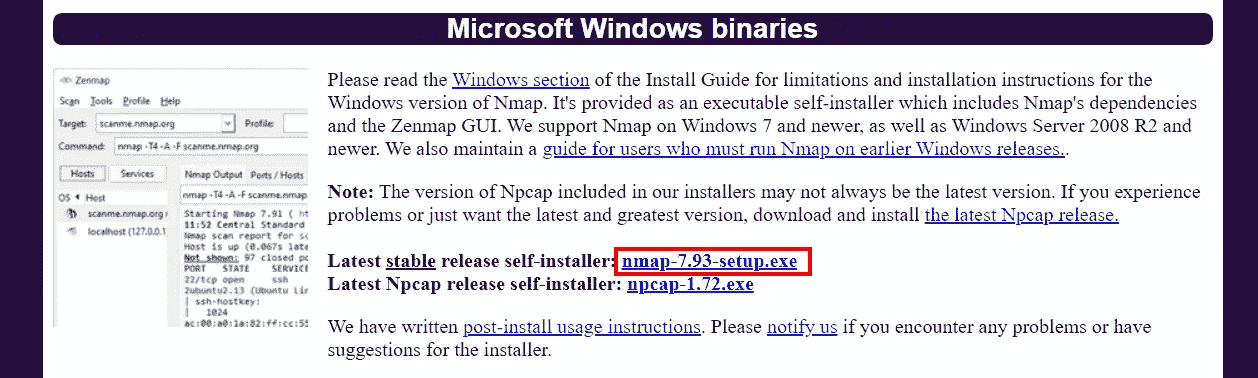 Microsoft Windows binaries
Zenmap
Scan Tools Profile Help
Target: scanme.nmap.org Profile:
Command: nmap -T4 -A -F scanme.nmap.org
Hosts Services Nmap Output Ports / Hosts
OS Host
nmap -T4 -A -F scanme.nmap.
scanme.nmap.org
localhost (127.0.0.1
Starting Nmap 7.91 (
11:52 Central Standard
Nmap scan report for
Host is up (0.067s late
Not shown: 97 closed po
PORT STATE SERVICE
22/tcp open ssh
2ubuntu2.13 (Ubuntu Lin
| ssh-hostkey:
| 1024
ac:00:a0:1a:82:ff:cc:55
Please read the Windows section of the Install Guide for limitations and installation instructions for the
Windows version of Nmap. It's provided as an executable self-installer which includes Nmap's dependencies
and the Zenmap GUI. We support Nmap on Windows 7 and newer, as well as Windows Server 2008 R2 and
newer. We also maintain a guide for users who must run Nmap on earlier Windows releases..
Note: The version of Npcap included in our installers may not always be the latest version. If you experience
problems or just want the latest and greatest version, download and install the latest Npcap release.
Latest stable release self-installer: nmap-7.93-setup.exe
Latest Npcap release self-installer: npcap-1.72.exe
We have written post-install usage instructions. Please notify us if you encounter any problems or have
suggestions for the installer.